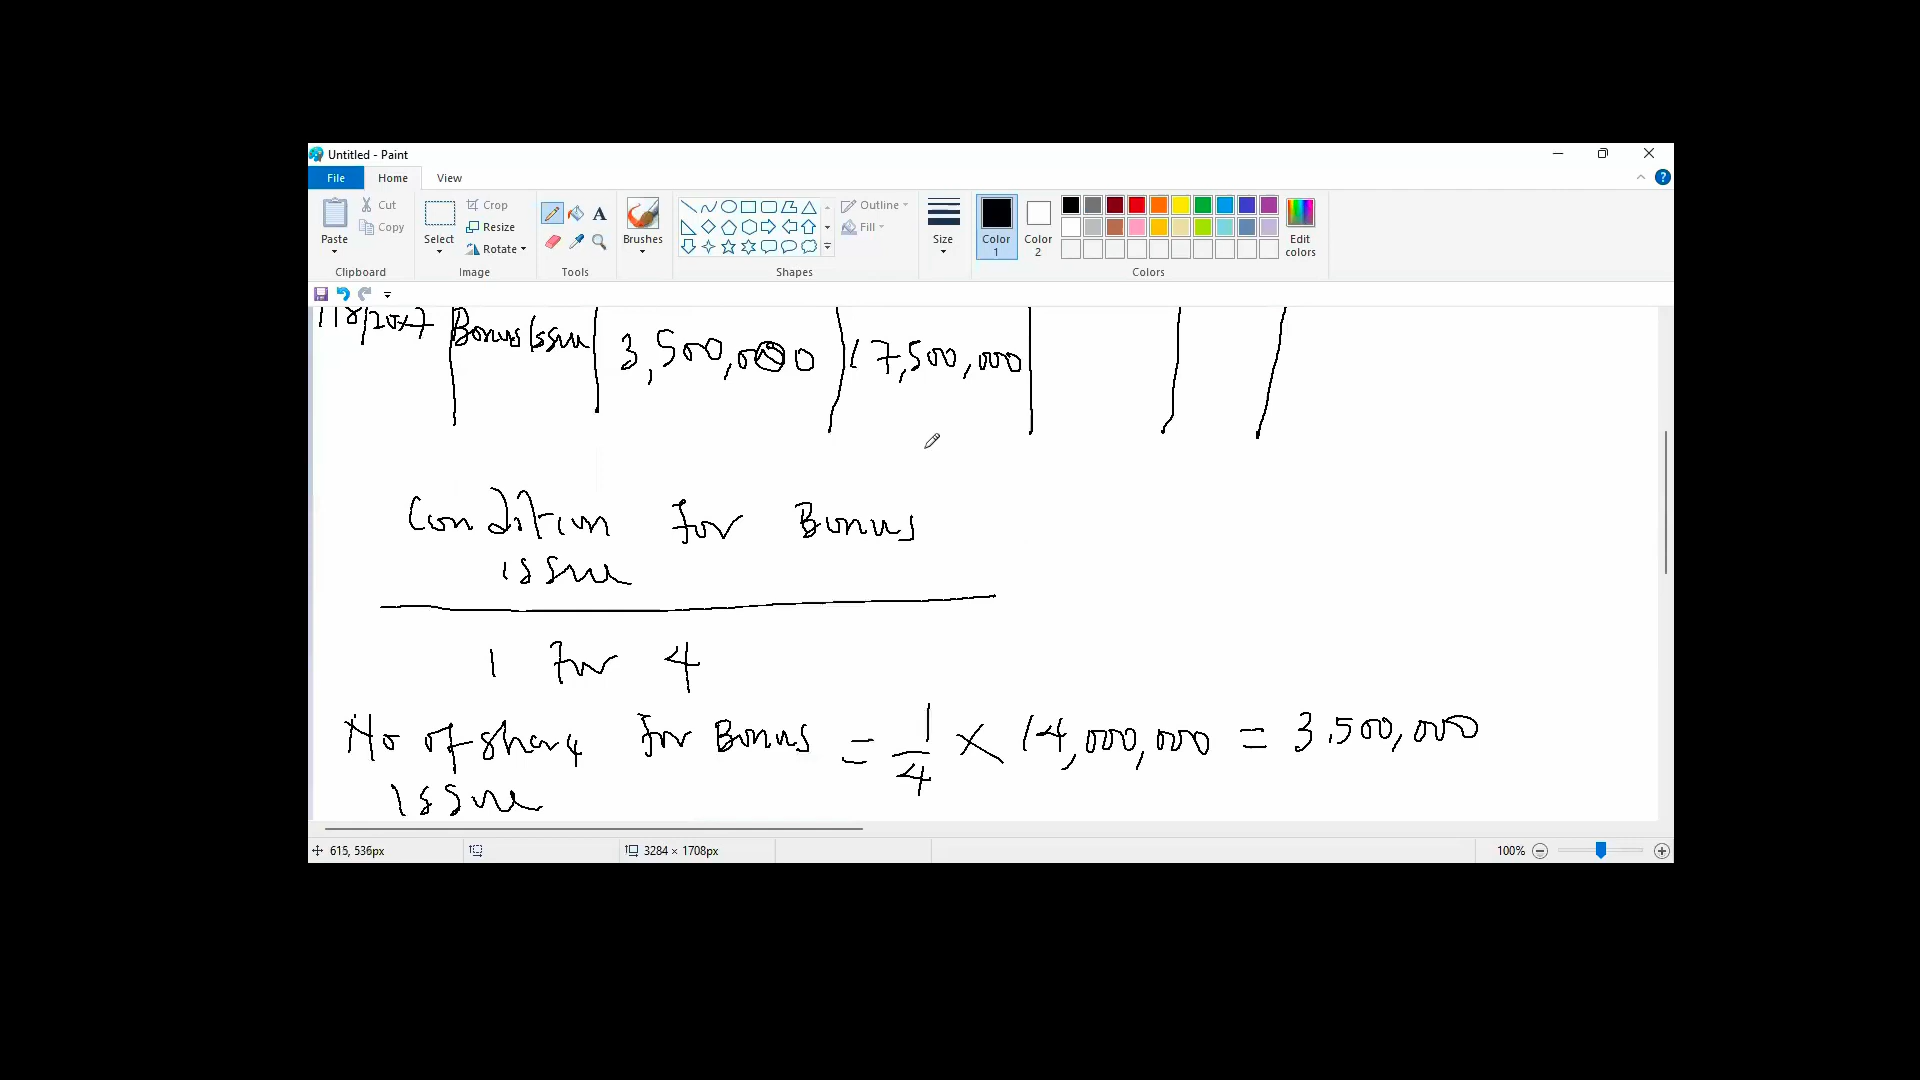 Untitled - Paint
File Home View
Cut
Copy
Paste
Crop
Resize
Rotate
Select
Brushes
Outline
Fill
Size
Color 1
Color 2
Edit colors
Clipboard Image Tools Shapes Colors
1/8/20x7 Bonus Issue 3,500,000 17,500,000
Condition for Bonus
issue
1 for 4
No of share for Bonus = 1/4 × 14,000,000 = 3.500,000
issue
615, 536px 3284 × 1708px 100%